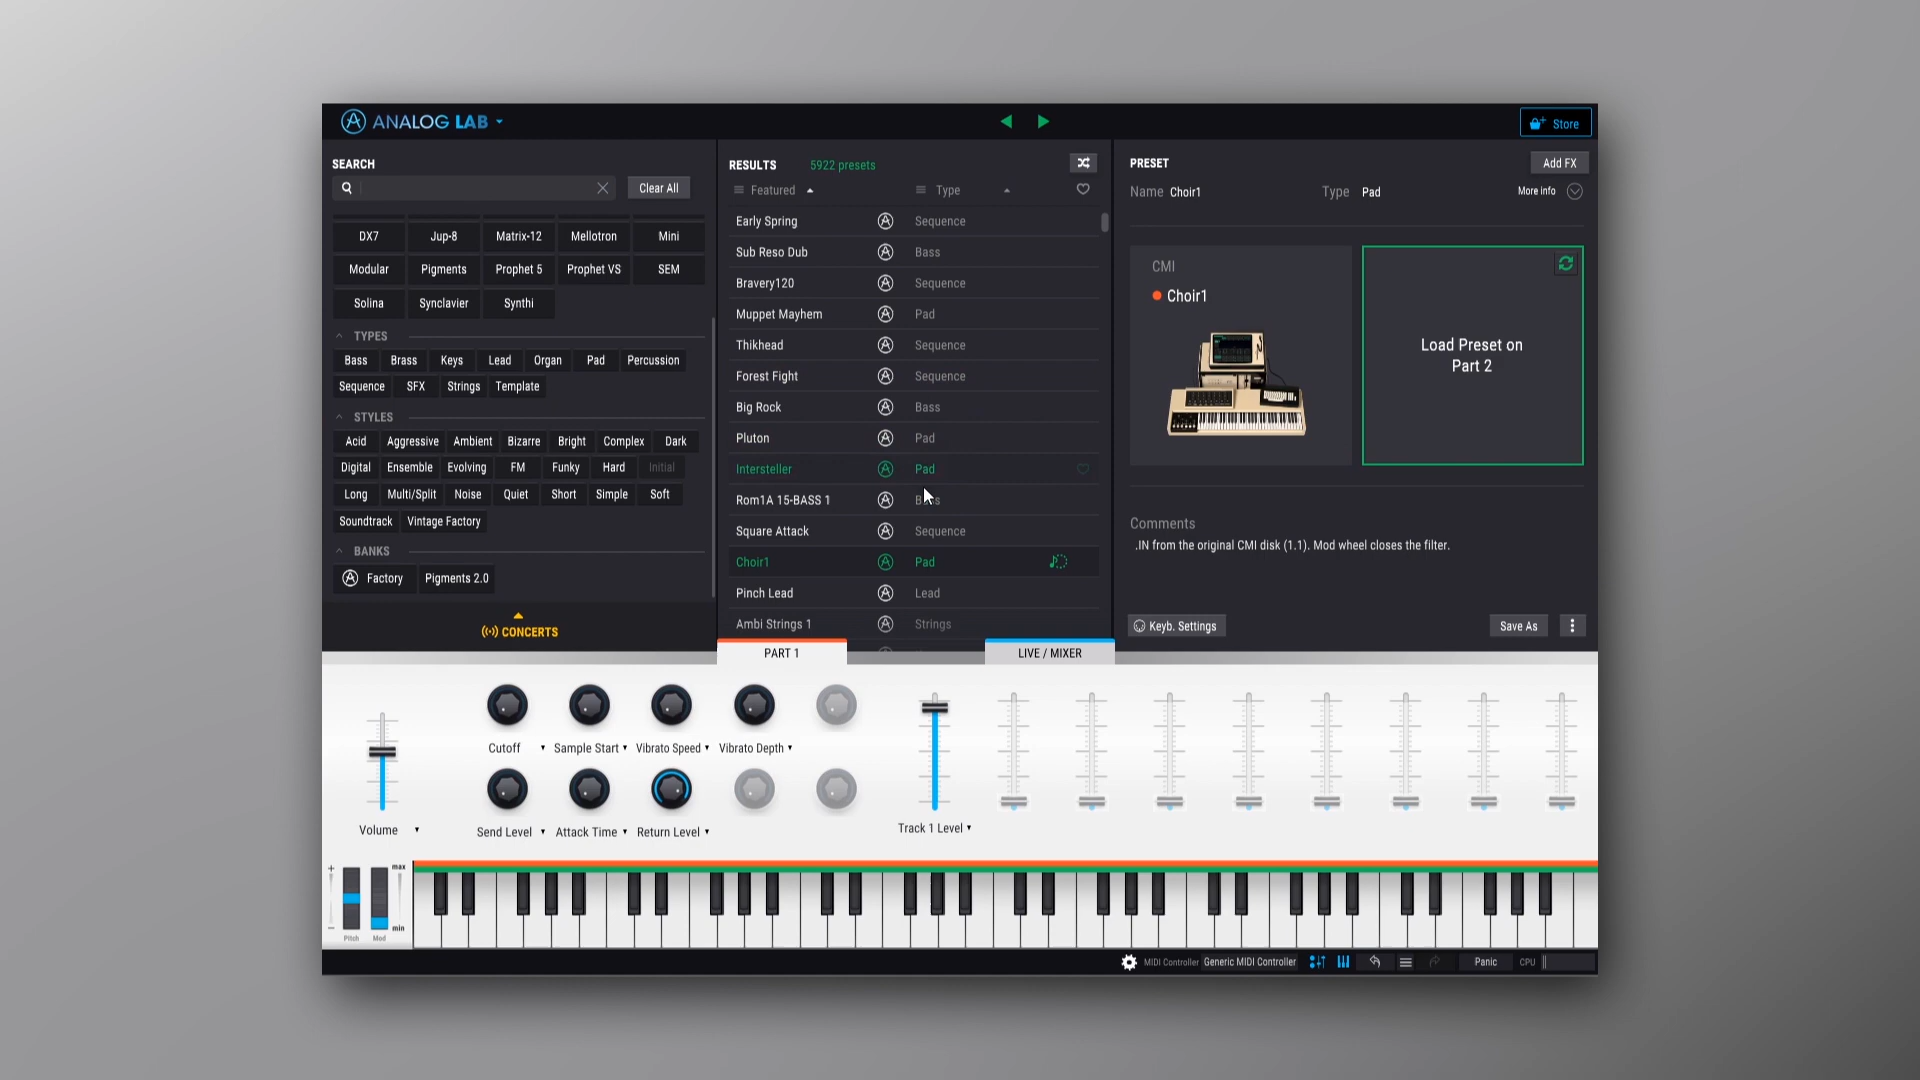 ANALOG LAB
Store
SEARCH
Clear All
DX7 Jup-8 Matrix-12 Mellotron Mini
Modular Pigments Prophet 5 Prophet VS SEM
Solina Synclavier Synthi
TYPES
Bass Brass Keys Lead Organ Pad Percussion
Sequence SFX Strings Template
STYLES
Acid Aggressive Ambient Bizarre Bright Complex Dark
Digital Ensemble Evolving FM Funky Hard Initial
Long Multi/Split Noise Quiet Short Simple Soft
Soundtrack Vintage Factory
BANKS
Factory Pigments 2.0
CONCERTS
RESULTS 5922 presets
Featured Type
Early Spring Sequence
Sub Reso Dub Bass
Bravery120 Sequence
Muppet Mayhem Pad
Thikhead Sequence
Forest Fight Sequence
Big Rock Bass
Pluton Pad
Intersteller Pad
Rom1A 15-BASS 1 Bass
Square Attack Sequence
Choir1 Pad
Pinch Lead Lead
Ambi Strings 1 Strings
PRESET Add FX
Name Choir1 Type Pad More info
CMI
Choir1
Load Preset on
Part 2
Comments
.IN from the original CMI disk (1.1). Mod wheel closes the filter.
Keyb. Settings Save As
PART 1 LIVE / MIXER
Cutoff Sample Start Vibrato Speed Vibrato Depth
Volume Send Level Attack Time Return Level Track 1 Level
+ max
- min
Pitch Mod
MIDI Controller Generic MIDI Controller Panic CPU